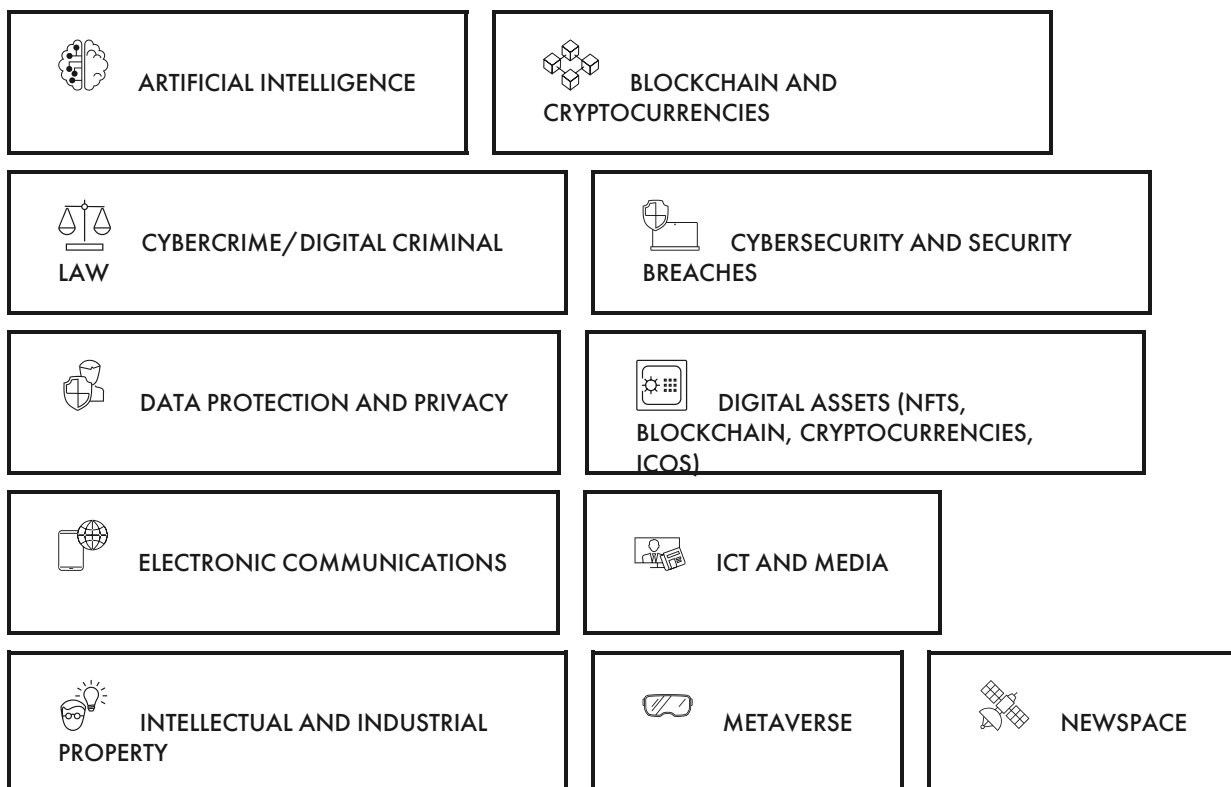 ARTIFICIAL INTELLIGENCE
BLOCKCHAIN AND
CRYPTOCURRENCIES
CYBERCRIME/DIGITAL CRIMINAL
LAW
CYBERSECURITY AND SECURITY
BREACHES
DATA PROTECTION AND PRIVACY
DIGITAL ASSETS (NFTS,
BLOCKCHAIN, CRYPTOCURRENCIES,
ICOS)
ELECTRONIC COMMUNICATIONS
ICT AND MEDIA
INTELLECTUAL AND INDUSTRIAL
PROPERTY
METAVERSE
NEWSPACE